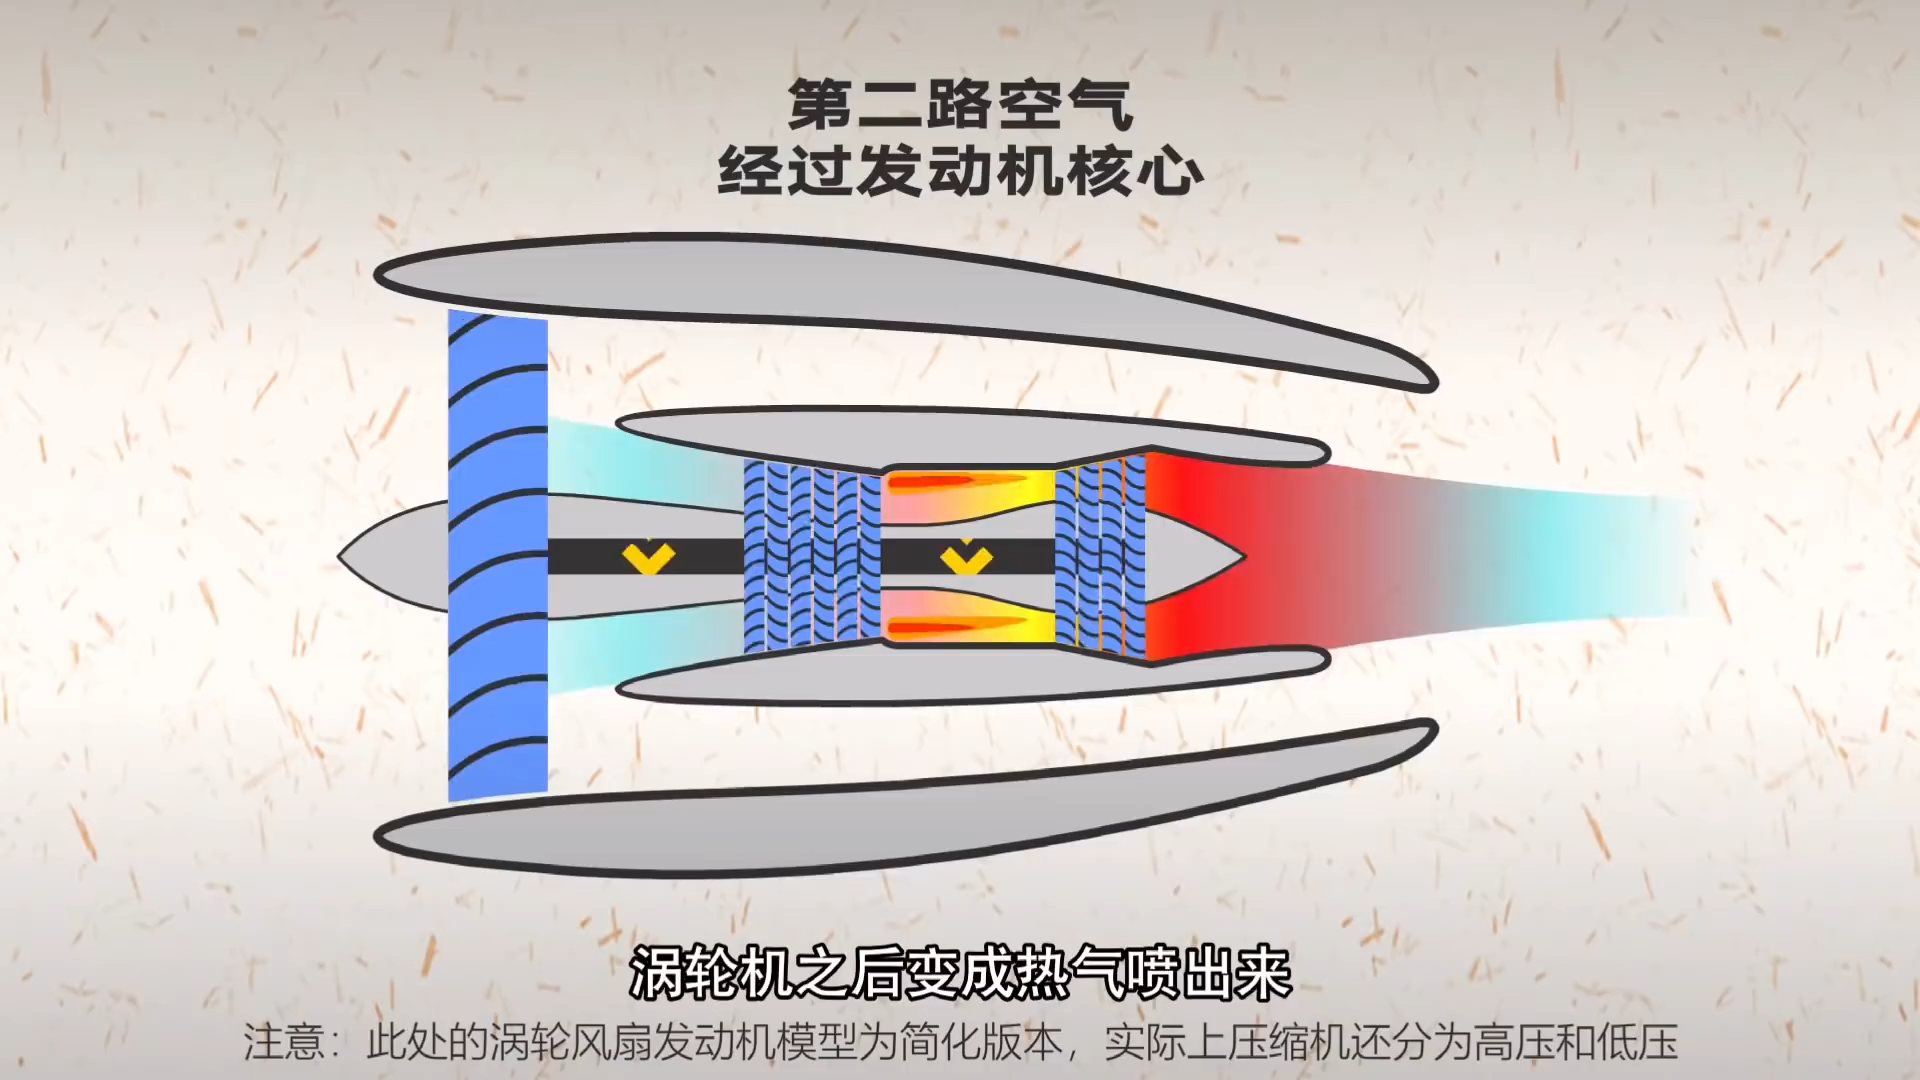 第二路空气
经过发动机核心
涡轮机之后变成热气喷出来
注意：此处的涡轮风扇发动机模型为简化版本，实际上压缩机还分为高压和低压